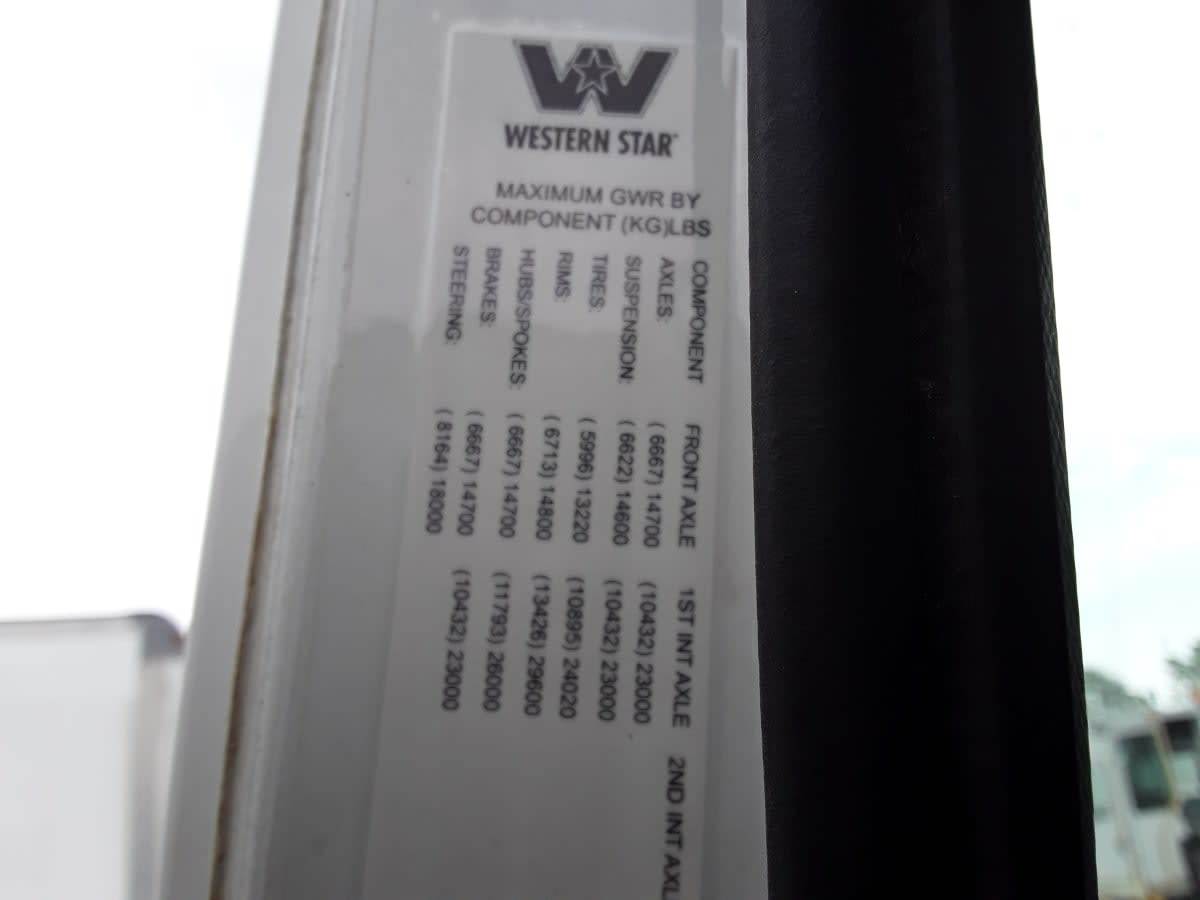 WESTERN STAR
MAXIMUM GWR BY
COMPONENT (KG)LBS
COMPONENT FRONT AXLE 1ST INT AXLE 2ND INT AXL
AXLES: ( 6667) 14700 (10432) 23000
SUSPENSION: ( 6622) 14600 (10432) 23000
TIRES: ( 5996) 13220 (10895) 24020
RIMS: ( 6713) 14800 (13426) 29600
HUBS/SPOKES: ( 6667) 14700 (11793) 26000
BRAKES: ( 6667) 14700 (10432) 23000
STEERING: ( 8164) 18000